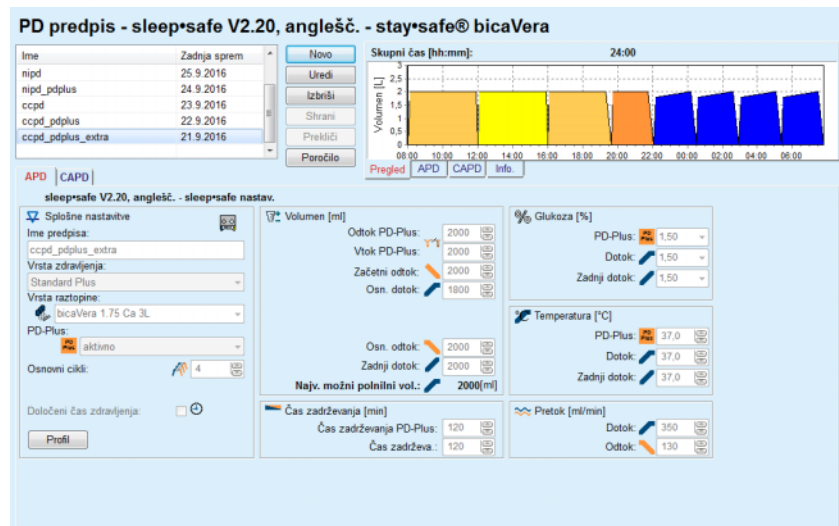 PD predpis - sleep•safe V2.20, anglešč. - stay•safe® bicaVera
Ime Zadnja sprem
nipd 25.9.2016
nipd_pdplus 24.9.2016
ccpd 23.9.2016
ccpd_pdplus 22.9.2016
ccpd_pdplus_extra 21.9.2016
Novo
Uredi
Izbriši
Shrani
Prekliči
Poročilo
Skupni čas [hh:mm]: 24:00
Volumen [L]
3
2,5
2
1,5
1
0,5
0
08:00 10:00 12:00 14:00 16:00 18:00 20:00 22:00 00:00 02:00 04:00 06:00
Pregled APD CAPD Info.
APD CAPD
sleep•safe V2.20, anglešč. - sleep•safe nastav.
Splošne nastavitve
Ime predpisa:
ccpd_pdplus_extra
Vrsta zdravljenja:
Standard Plus
Vrsta raztopine:
bicaVera 1.75 Ca 3L
PD-Plus:
PD Plus aktivno
Osnovni cikli: 4
Določeni čas zdravljenja:
Profil
Volumen [ml]
Odtok PD-Plus: 2000
Vtok PD-Plus: 2000
Začetni odtok: 2000
Osn. dotok: 1800
Osn. odtok: 2000
Zadnji dotok: 2000
Najv. možni polnilni vol.: 2000[ml]
Čas zadrževanja [min]
Čas zadrževanja PD-Plus: 120
Čas zadrževa.: 120
Glukoza [%]
PD-Plus: PD Plus 1,50
Dotok: 1,50
Zadnji dotok: 1,50
Temperatura [°C]
PD-Plus: PD Plus 37,0
Dotok: 37,0
Zadnji dotok: 37,0
Pretok [ml/min]
Dotok: 350
Odtok: 130